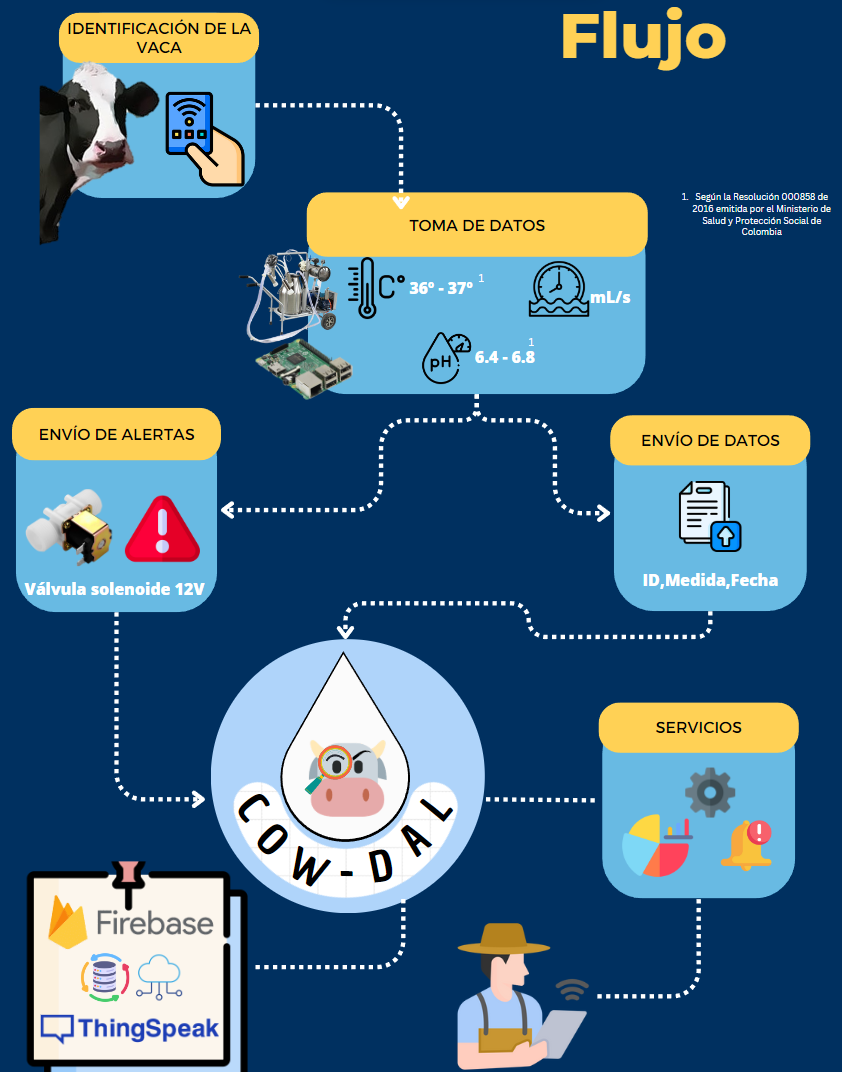 Flujo
IDENTIFICACIÓN DE LA
VACA
1. Según la Resolución 000858 de
2016 emitida por el Ministerio de
Salud y Protección Social de
Colombia
TOMA DE DATOS
C° 36° - 37° 1
mL/s
pH 6.4 - 6.8 1
ENVÍO DE ALERTAS
Válvula solenoide 12V
ENVÍO DE DATOS
ID,Medida,Fecha
COW-DAL
SERVICIOS
Firebase
ThingSpeak